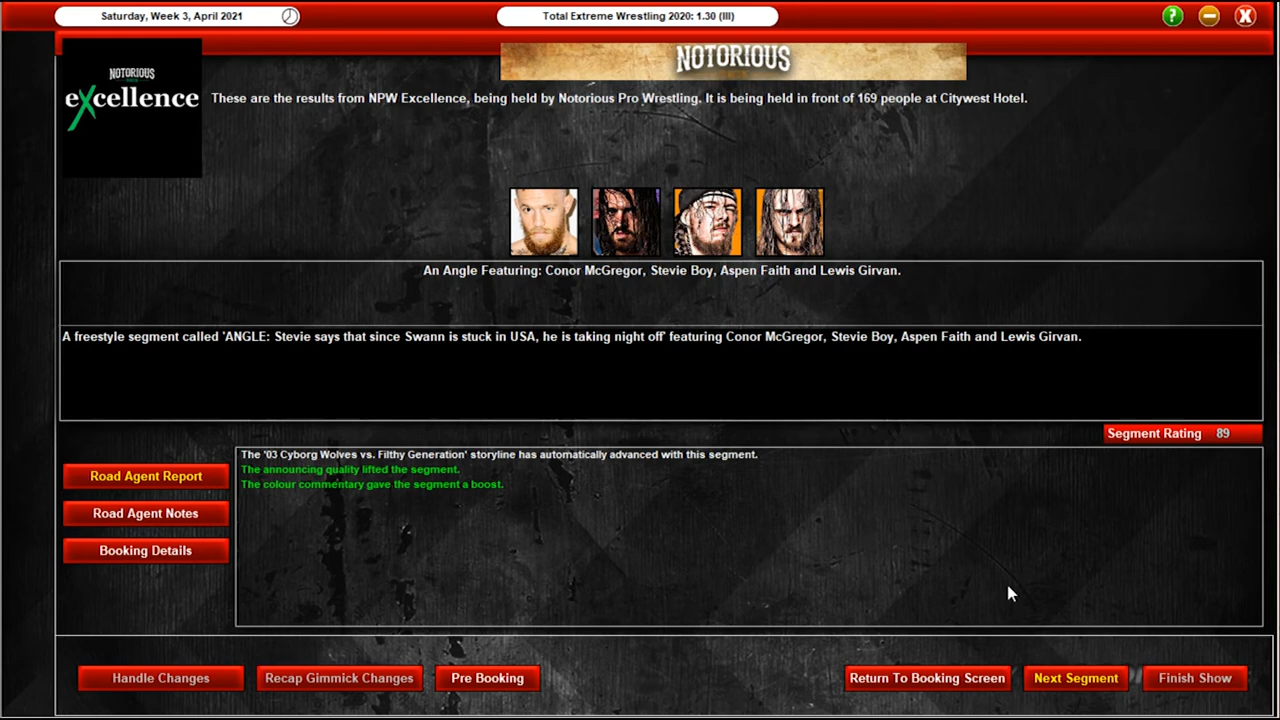 Saturday, Week 3, April 2021
Total Extreme Wrestling 2020: 1.30 (III)
?
X
NOTORIOUS
NOTORIOUS
eXcellence
These are the results from NPW Excellence, being held by Notorious Pro Wrestling. It is being held in front of 169 people at Citywest Hotel.
An Angle Featuring: Conor McGregor, Stevie Boy, Aspen Faith and Lewis Girvan.
A freestyle segment called 'ANGLE: Stevie says that since Swann is stuck in USA, he is taking night off' featuring Conor McGregor, Stevie Boy, Aspen Faith and Lewis Girvan.
Segment Rating 89
The '03 Cyborg Wolves vs. Filthy Generation' storyline has automatically advanced with this segment.
The announcing quality lifted the segment.
The colour commentary gave the segment a boost.
Road Agent Report
Road Agent Notes
Booking Details
Handle Changes
Recap Gimmick Changes
Pre Booking
Return To Booking Screen
Next Segment
Finish Show